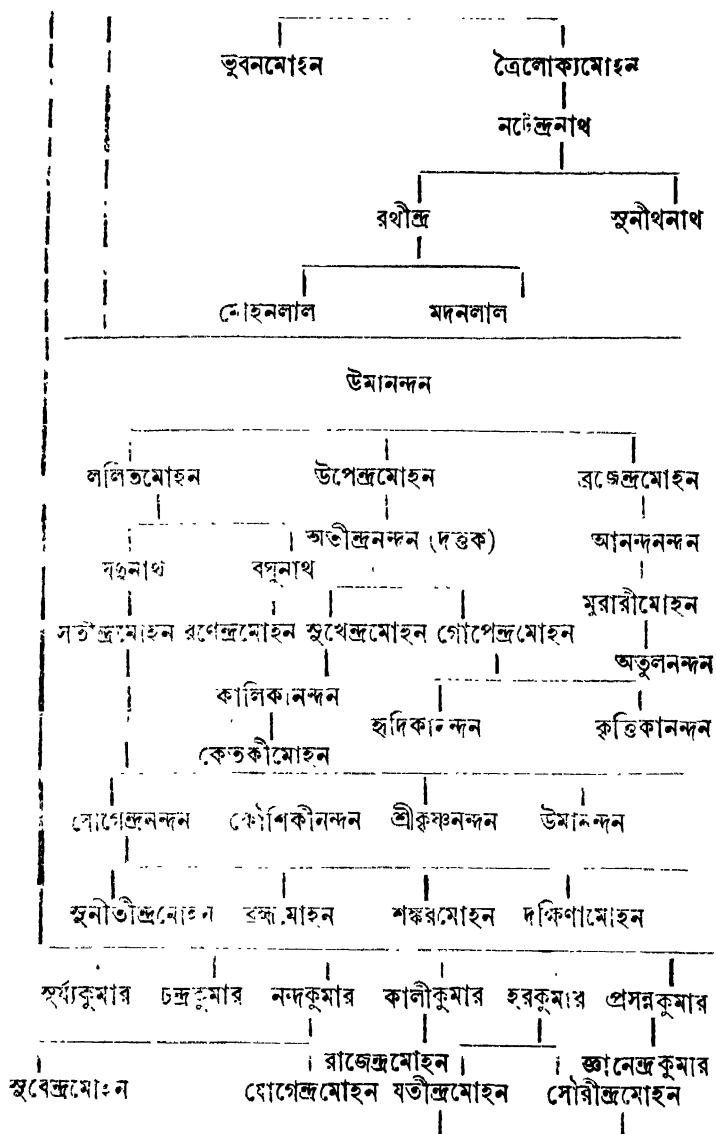 ভুবনমোহন ত্রৈলোক্যমোহন
নটেন্দ্রনাথ
রথীন্দ্র সুনীথনাথ
মোহনলাল মদনলাল
উমানন্দন
ললিতমোহন উপেন্দ্রমোহন ব্রজেন্দ্রমোহন
অতীন্দ্রনন্দন (দত্তক) আনন্দনন্দন
যদুনাথ রঘুনাথ
মুরারীমোহন
সতীন্দ্রমোহন রণেন্দ্রমোহন সুখেন্দ্রমোহন গোপেন্দ্রমোহন
অতুলনন্দন
কালিকানন্দন
হৃদিকানন্দন কৃত্তিকানন্দন
কেতকীমোহন
যোগেন্দ্রনন্দন কৌশিকীনন্দন শ্রীকৃষ্ণনন্দন উমানন্দন
সুনীতীন্দ্রমোহন ব্রহ্মমোহন শঙ্করমোহন দক্ষিণামোহন
সূর্য্যকুমার চন্দ্রকুমার নন্দকুমার কালীকুমার হরকুমার প্রসন্নকুমার
রাজেন্দ্রমোহন জ্ঞানেন্দ্রকুমার
সুরেন্দ্রমোহন যোগেন্দ্রমোহন যতীন্দ্রমোহন সৌরীন্দ্রমোহন